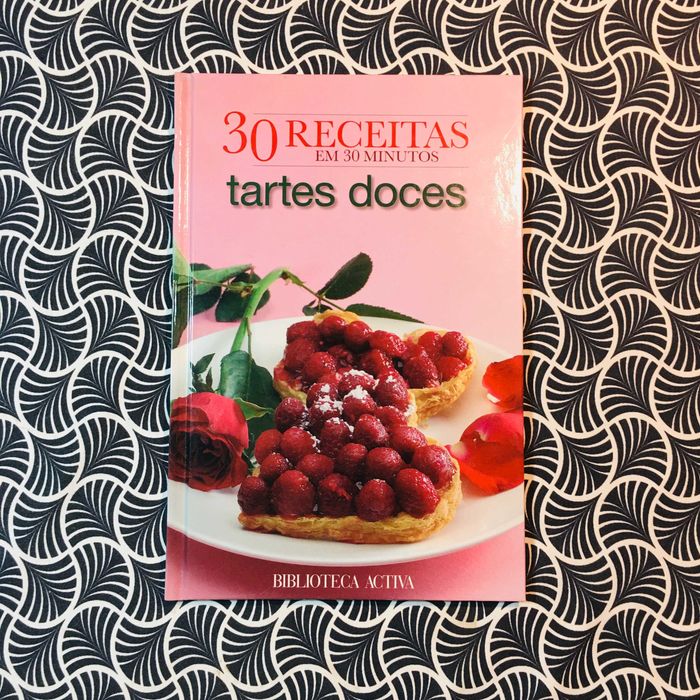 30 RECEITAS
EM 30 MINUTOS
tartes doces
BIBLIOTECA ACTIVA